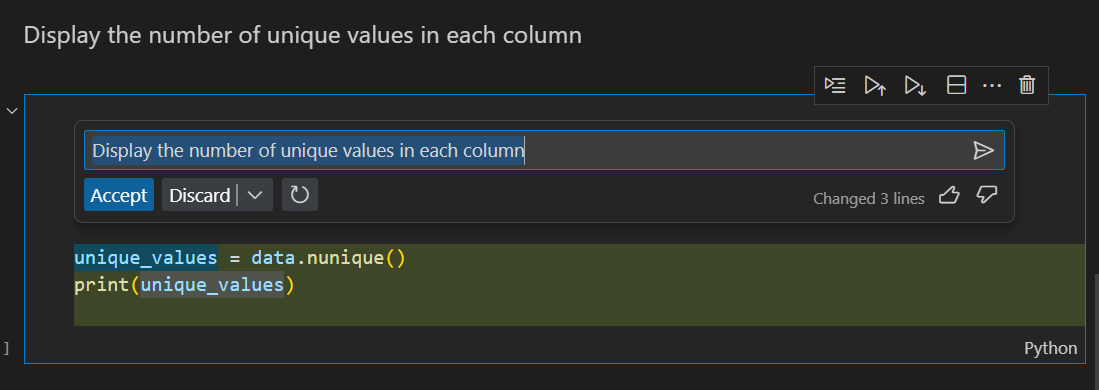 Display the number of unique values in each column
Display the number of unique values in each column
Accept
Discard
Changed 3 lines
unique_values = data.nunique()
print(unique_values)
]
Python